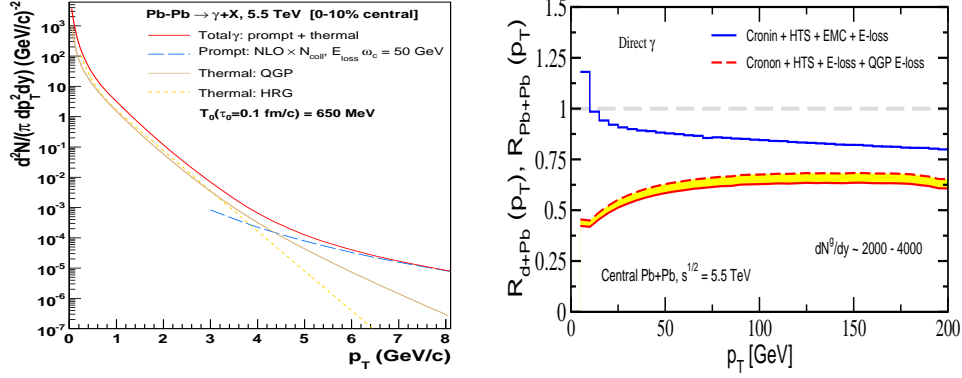 Pb-Pb → γ+X, 5.5 TeV [0-10% central]
Total γ: prompt + thermal
Prompt: NLO × N_coll, E_loss ω_c = 50 GeV
Thermal: QGP
Thermal: HRG
T_0(τ_0=0.1 fm/c) = 650 MeV
d²N/(π dp_T²dy) (GeV/c)⁻²
10³
10²
10
1
10⁻¹
10⁻²
10⁻³
10⁻⁴
10⁻⁵
10⁻⁶
10⁻⁷
0 1 2 3 4 5 6 7 8
p_T (GeV/c)
Direct γ
Cronin + HTS + EMC + E-loss
Cronon + HTS + E-loss + QGP E-loss
R_d+Pb (p_T), R_Pb+Pb (p_T)
1.5
1.25
1
0.75
0.5
0.25
0
dN^g/dy ~ 2000 - 4000
Central Pb+Pb, s^1/2 = 5.5 TeV
0 50 100 150 200
p_T [GeV]